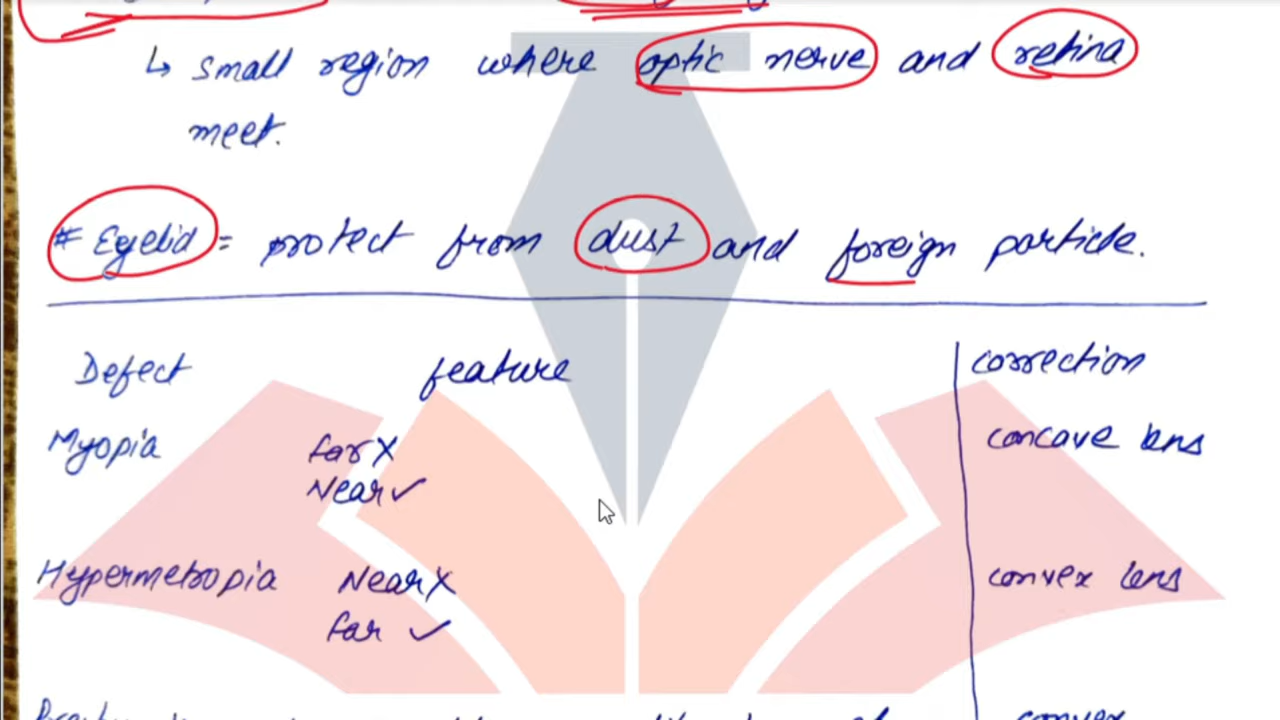 ↳ small region where optic nerve and retina
meet.
# Eyelid = protect from dust and foreign particle.
Defect feature correction
Myopia far X concave lens
Near ✓
Hypermetropia Near X convex lens
far ✓
convex